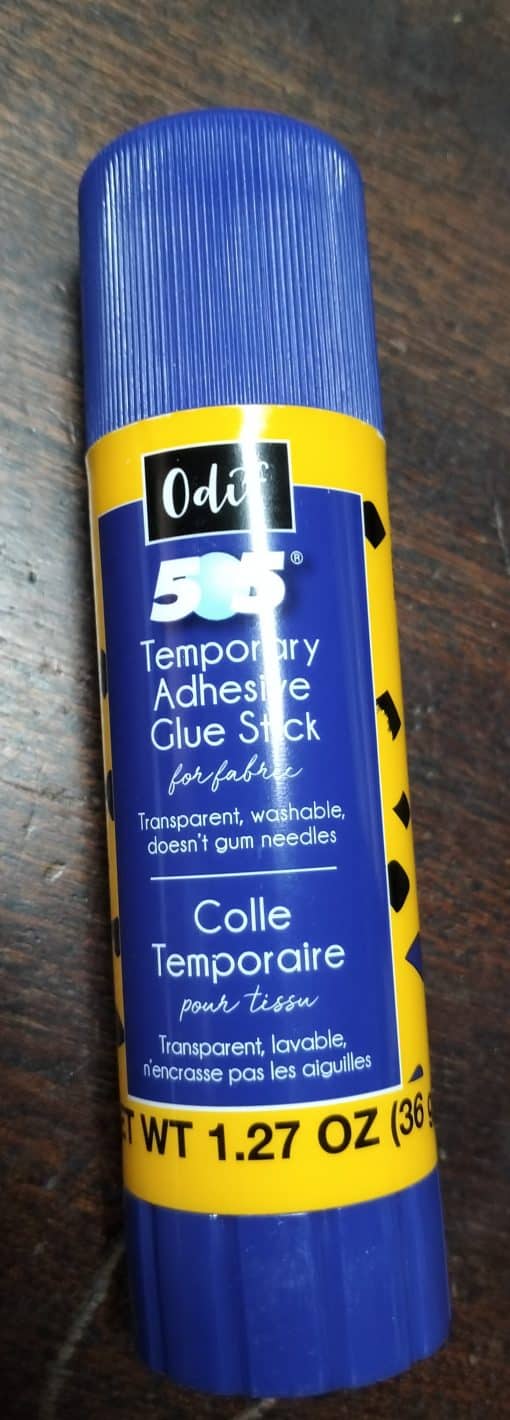 Odif
505®
Temporary
Adhesive
Glue Stick
for fabric
Transparent, washable,
doesn't gum needles
Colle
Temporaire
pour tissu
Transparent, lavable,
n'encrasse pas les aiguilles
WT 1.27 OZ (36 g